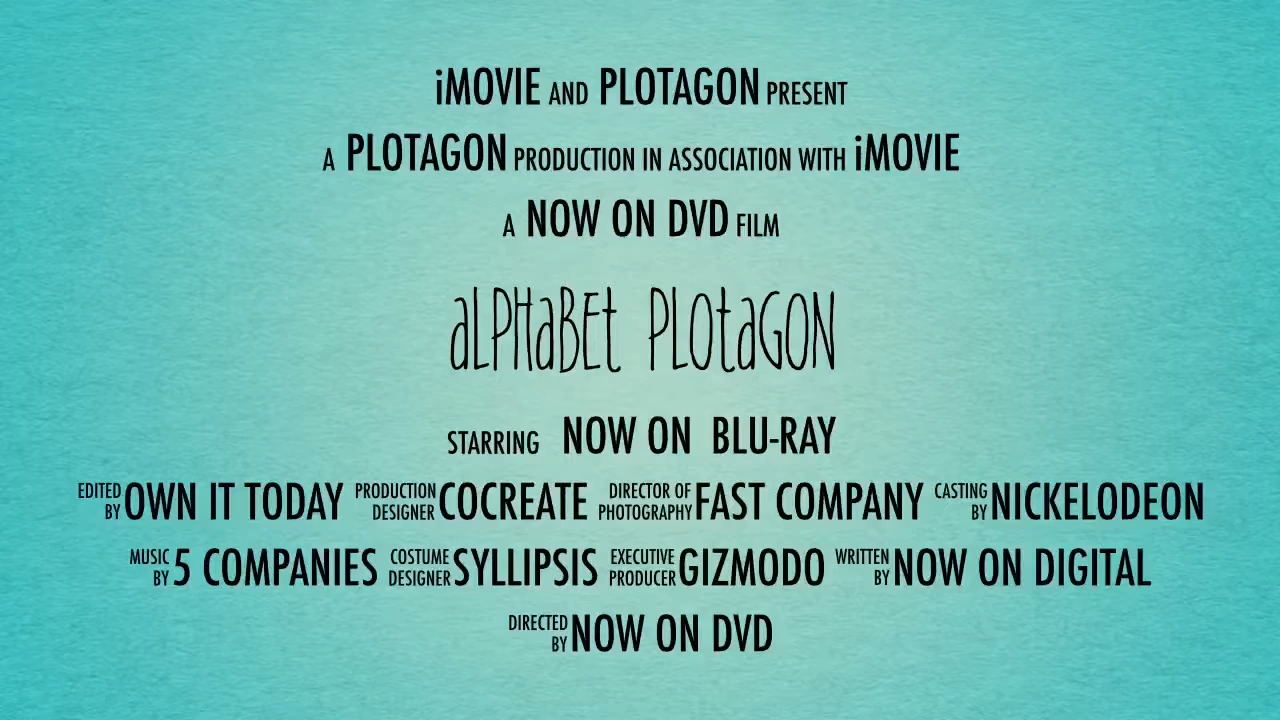 iMOVIE AND PLOTAGON PRESENT
A PLOTAGON PRODUCTION IN ASSOCIATION WITH iMOVIE
A NOW ON DVD FILM
aLPHaBEt PLOtaGON
STARRING NOW ON BLU-RAY
EDITED BY OWN IT TODAY PRODUCTION DESIGNER COCREATE DIRECTOR OF PHOTOGRAPHY FAST COMPANY CASTING BY NICKELODEON
MUSIC BY 5 COMPANIES COSTUME DESIGNER SYLLIPSIS EXECUTIVE PRODUCER GIZMODO WRITTEN BY NOW ON DIGITAL
DIRECTED BY NOW ON DVD